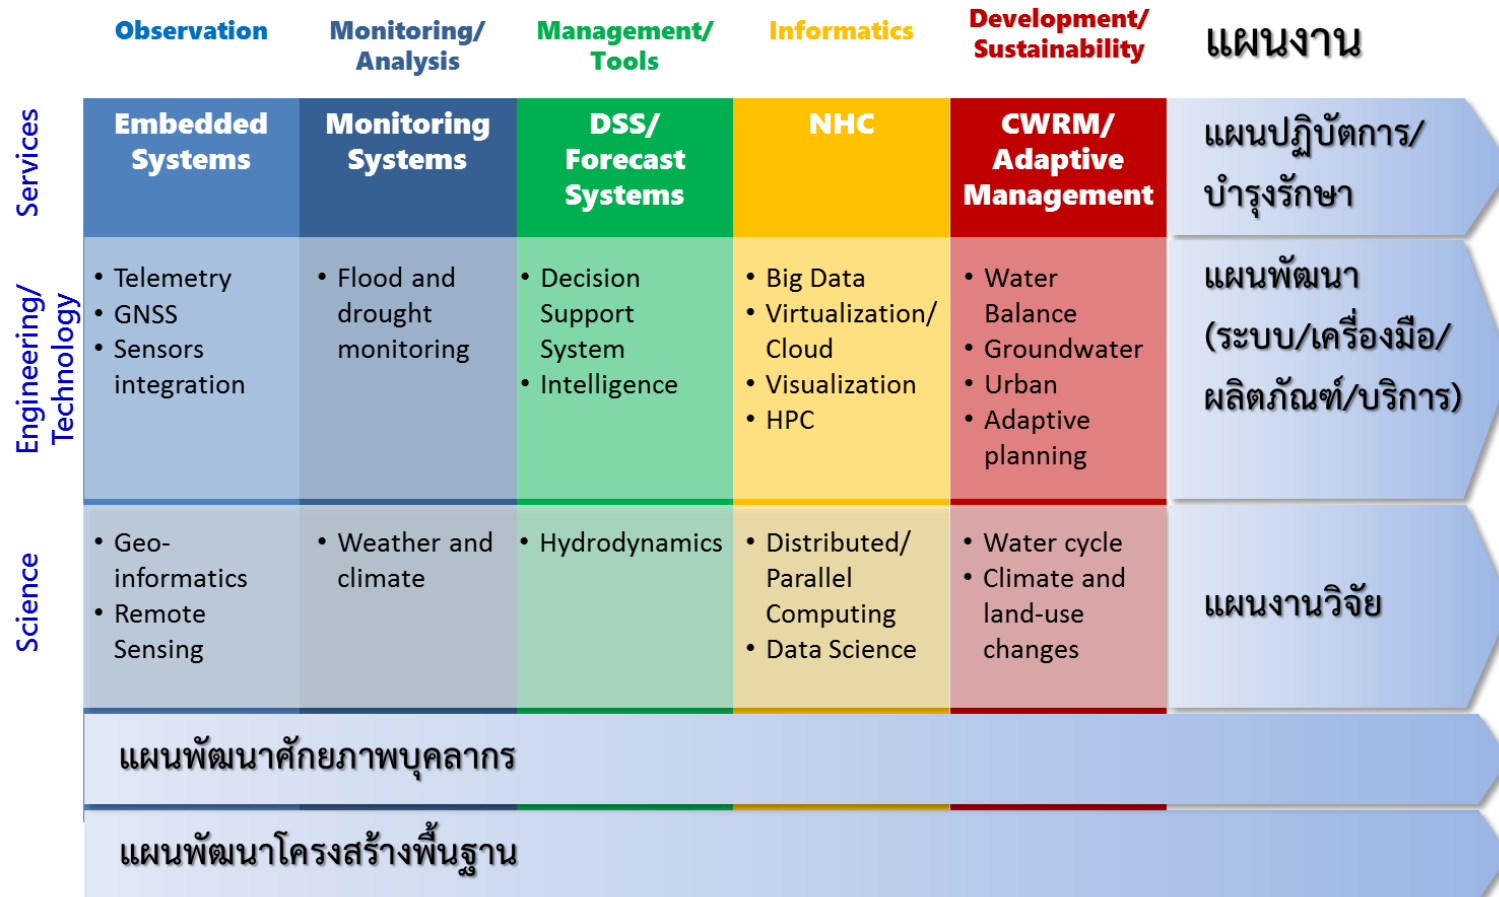 Observation
Monitoring/
Analysis
Management/
Tools
Informatics
Development/
Sustainability
แผนงาน
Services
Embedded
Systems
Monitoring
Systems
DSS/
Forecast
Systems
NHC
CWRM/
Adaptive
Management
แผนปฏิบัตการ/
บำรุงรักษา
Engineering/
Technology
• Telemetry
• GNSS
• Sensors
integration
• Flood and
drought
monitoring
• Decision
Support
System
• Intelligence
• Big Data
• Virtualization/
Cloud
• Visualization
• HPC
• Water
Balance
• Groundwater
• Urban
• Adaptive
planning
แผนพัฒนา
(ระบบ/เครื่องมือ/
ผลิตภัณฑ์/บริการ)
Science
• Geo-
informatics
• Remote
Sensing
• Weather and
climate
• Hydrodynamics
• Distributed/
Parallel
Computing
• Data Science
• Water cycle
• Climate and
land-use
changes
แผนงานวิจัย
แผนพัฒนาศักยภาพบุคลากร
แผนพัฒนาโครงสร้างพื้นฐาน